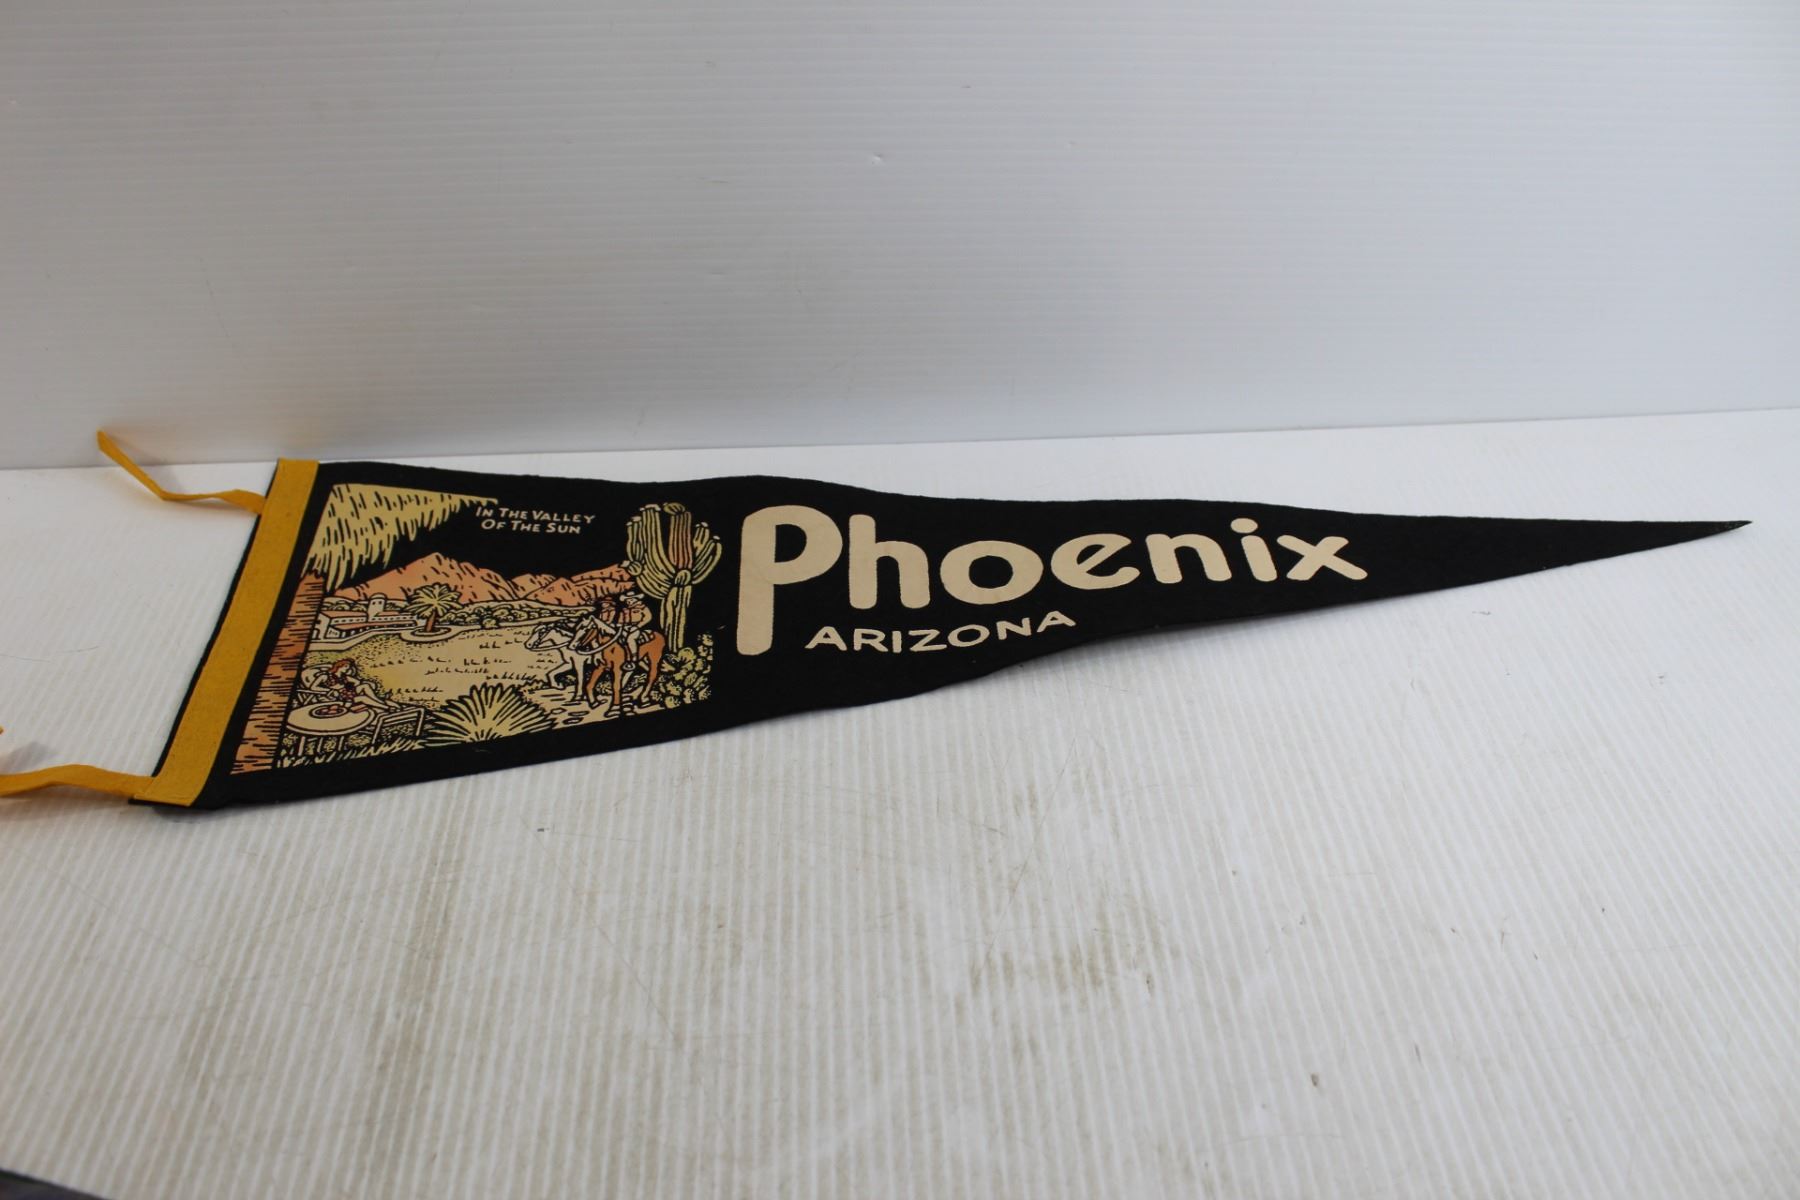 IN THE VALLEY
OF THE SUN
Phoenix
ARIZONA